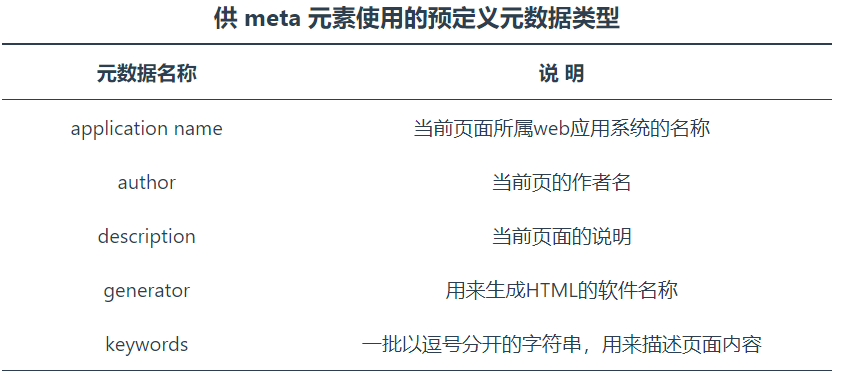 供 meta 元素使用的预定义元数据类型
元数据名称 说 明
application name 当前页面所属web应用系统的名称
author 当前页的作者名
description 当前页面的说明
generator 用来生成HTML的软件名称
keywords 一批以逗号分开的字符串，用来描述页面内容